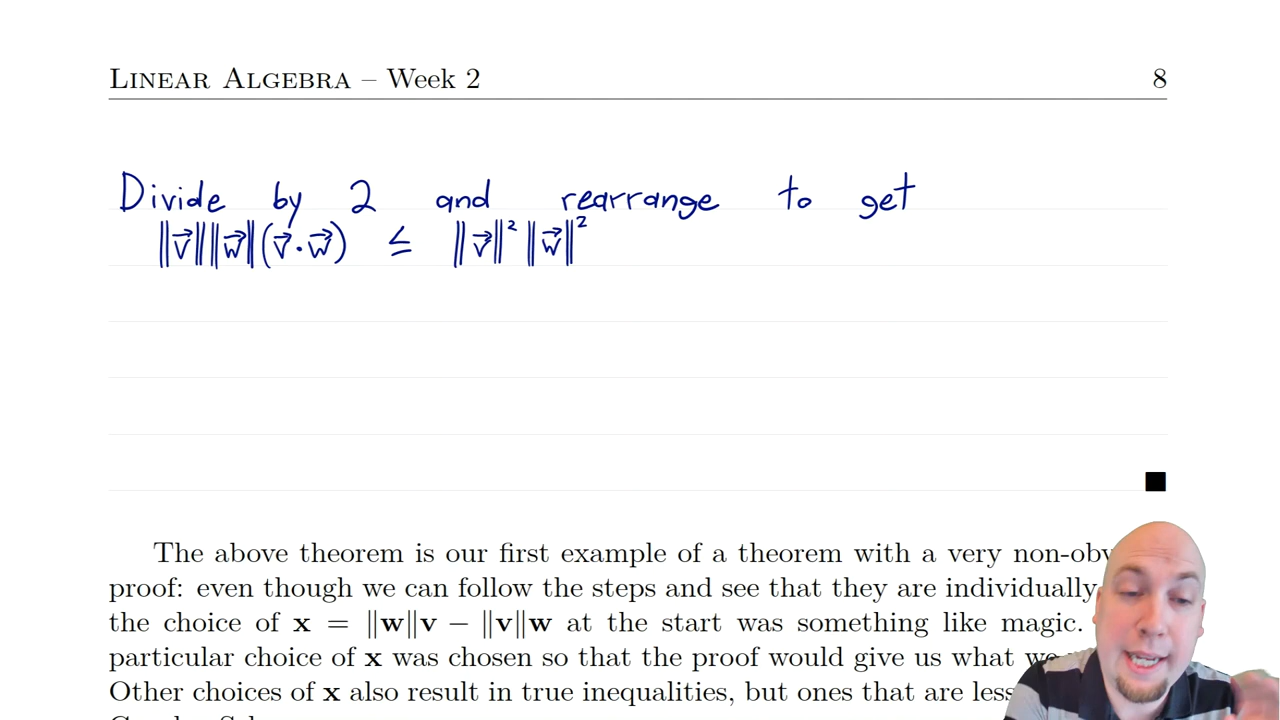 LINEAR ALGEBRA – Week 2 8
Divide by 2 and rearrange to get
‖v⃗‖‖w⃗‖(v⃗·w⃗) ≤ ‖v⃗‖²‖w⃗‖²
The above theorem is our first example of a theorem with a very
proof: even though we can follow the steps and see that they are individually
the choice of x = ‖w‖v − ‖v‖w at the start was something like magic.
particular choice of x was chosen so that the proof would give us what
Other choices of x also result in true inequalities, but ones that are less